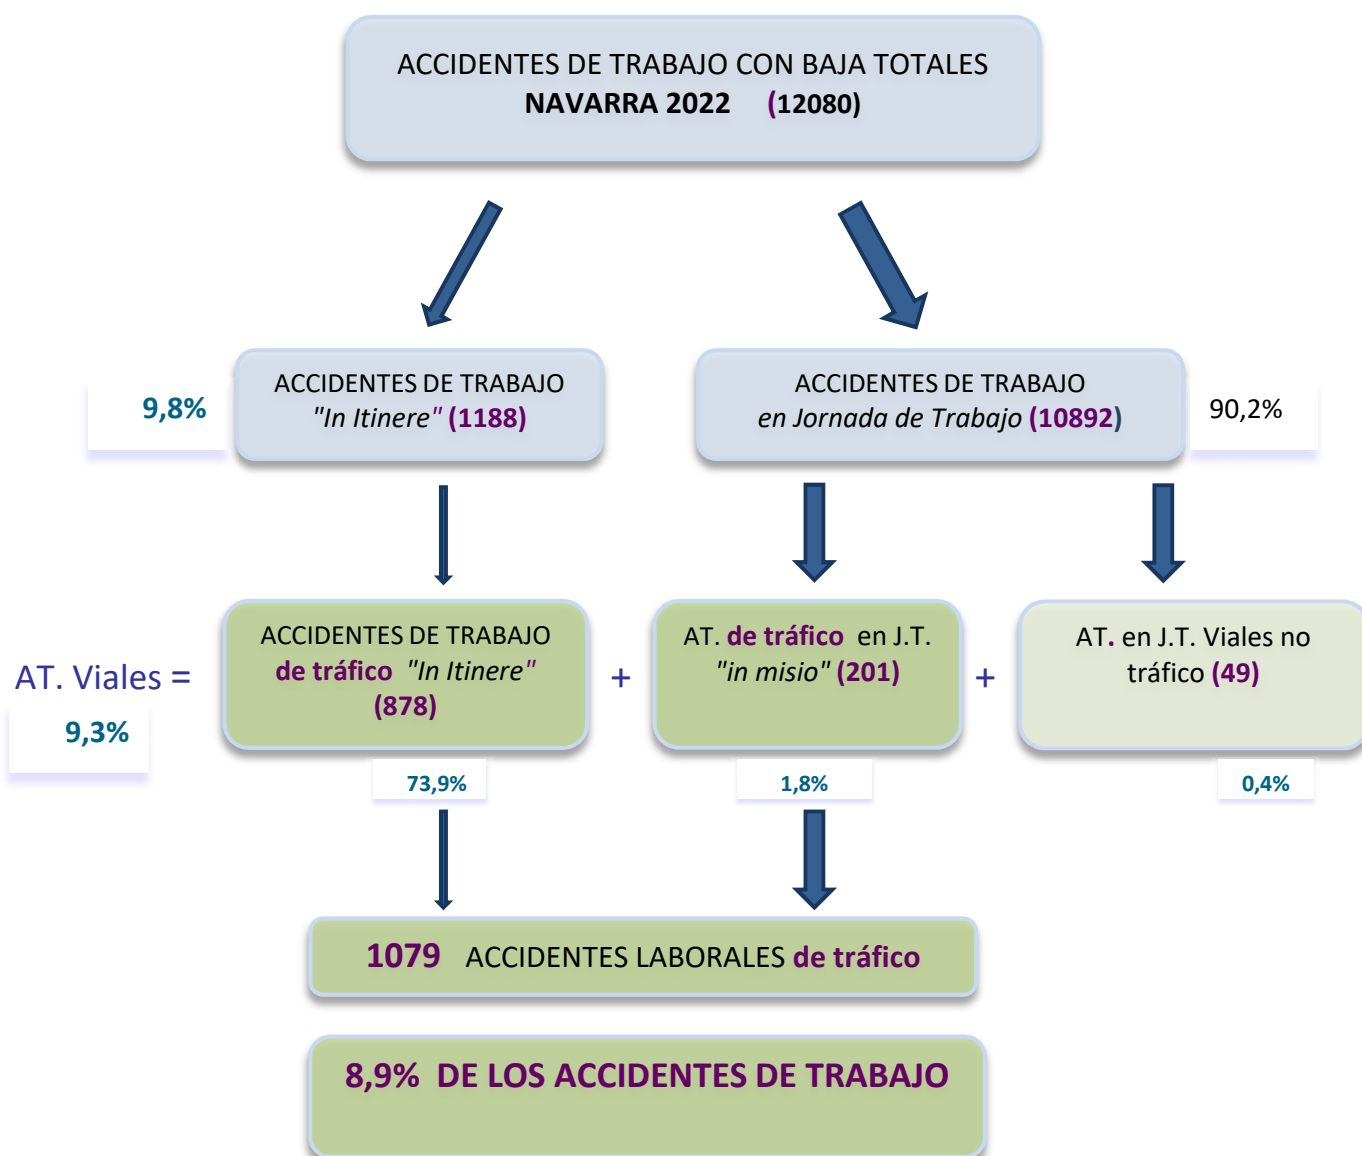 ACCIDENTES DE TRABAJO CON BAJA TOTALES
NAVARRA 2022 (12080)
9,8%
ACCIDENTES DE TRABAJO
"In Itinere" (1188)
ACCIDENTES DE TRABAJO
en Jornada de Trabajo (10892)
90,2%
AT. Viales =
9,3%
ACCIDENTES DE TRABAJO
de tráfico "In Itinere"
(878)
+
AT. de tráfico en J.T.
"in misio" (201)
+
AT. en J.T. Viales no
tráfico (49)
73,9%
1,8%
0,4%
1079 ACCIDENTES LABORALES de tráfico
8,9% DE LOS ACCIDENTES DE TRABAJO